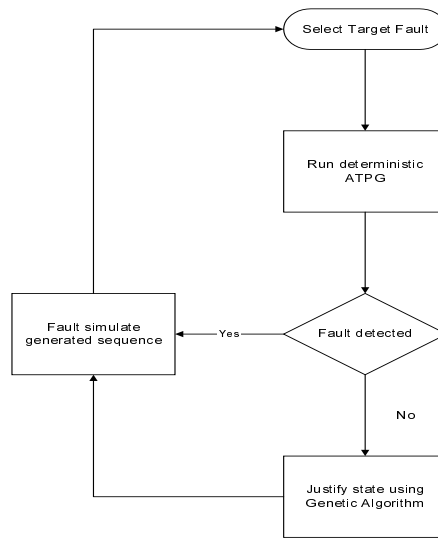 Select Target Fault
Run deterministic
ATPG
Fault detected
Yes
Fault simulate
generated sequence
No
Justify state using
Genetic Algorithm